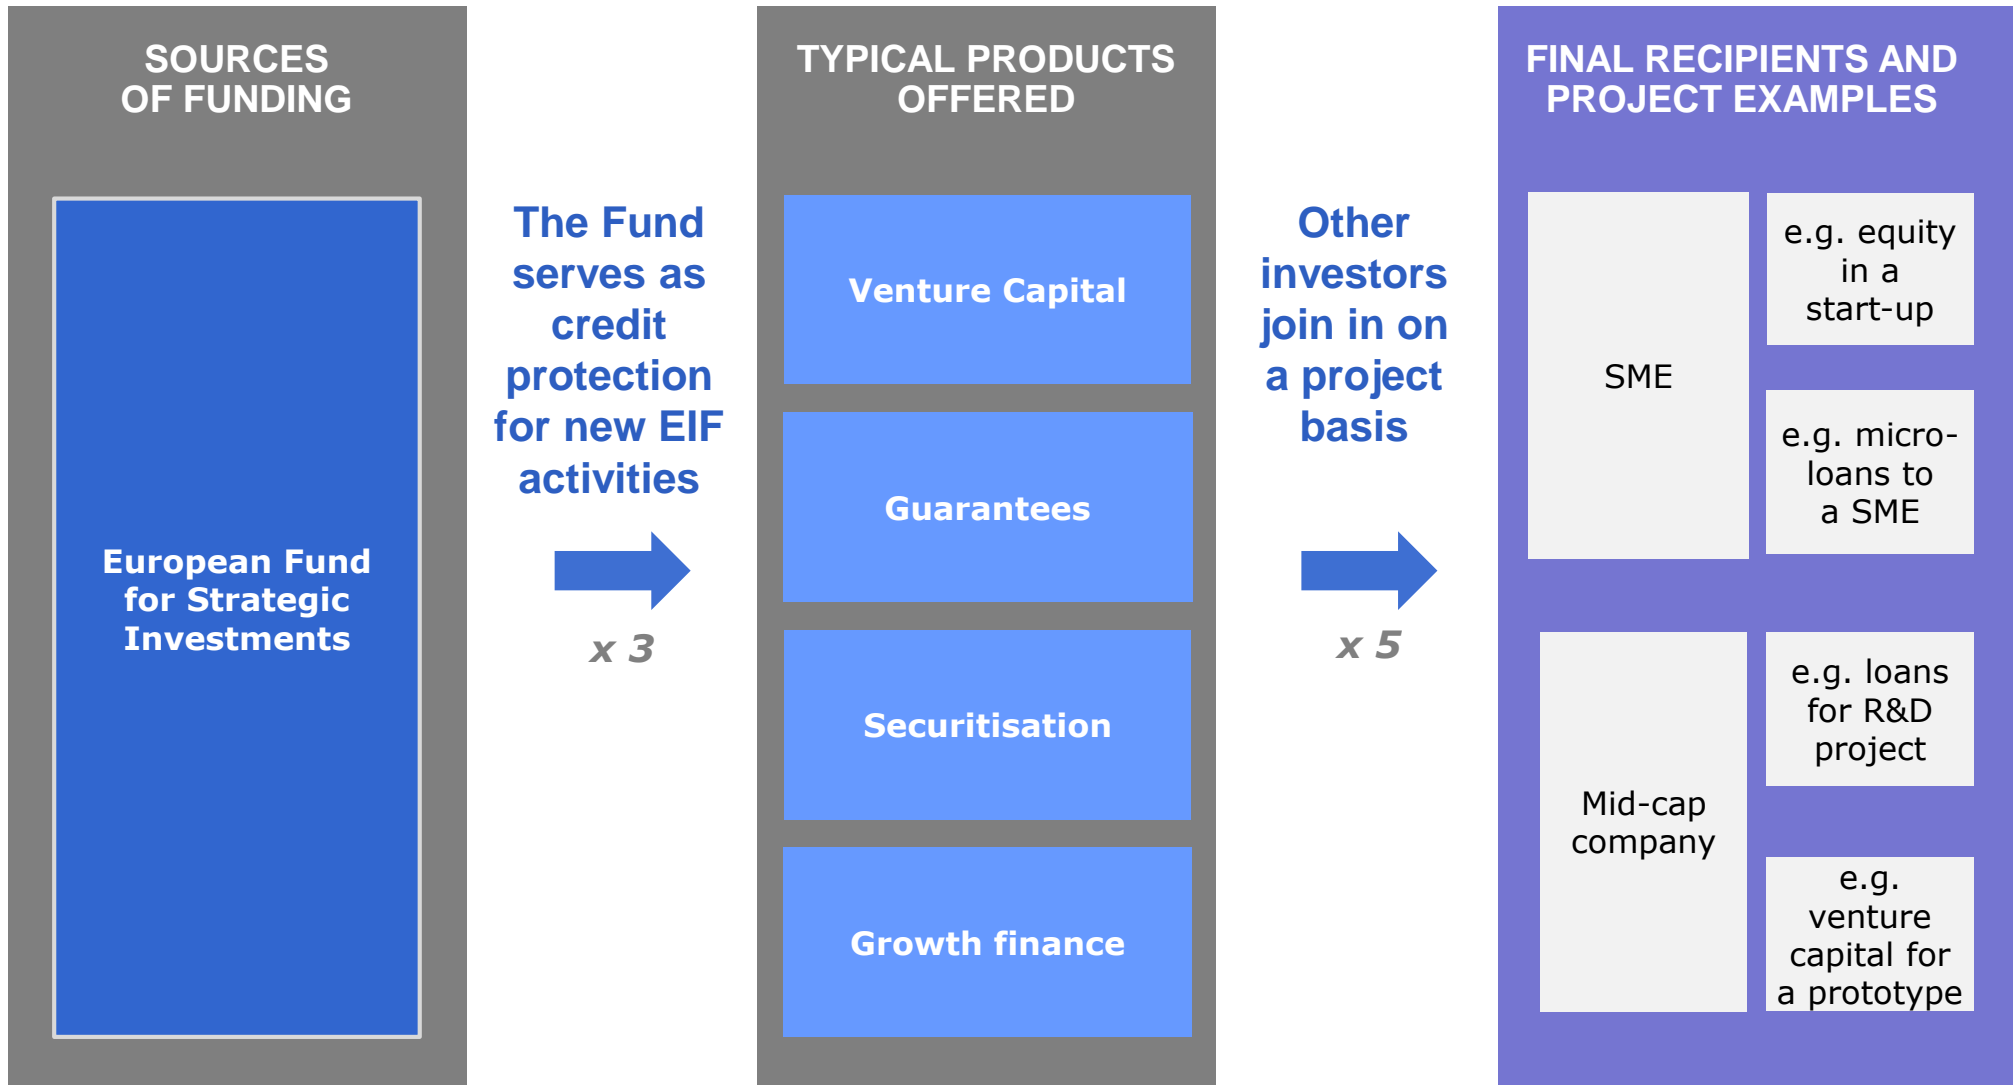 SOURCES
OF FUNDING
European Fund
for Strategic
Investments
The Fund
serves as
credit
protection
for new EIF
activities
x 3
TYPICAL PRODUCTS
OFFERED
Venture Capital
Guarantees
Securitisation
Growth finance
Other
investors
join in on
a project
basis
x 5
FINAL RECIPIENTS AND
PROJECT EXAMPLES
SME
e.g. equity
in a
start-up
e.g. micro-
loans to
a SME
Mid-cap
company
e.g. loans
for R&D
project
e.g.
venture
capital for
a prototype